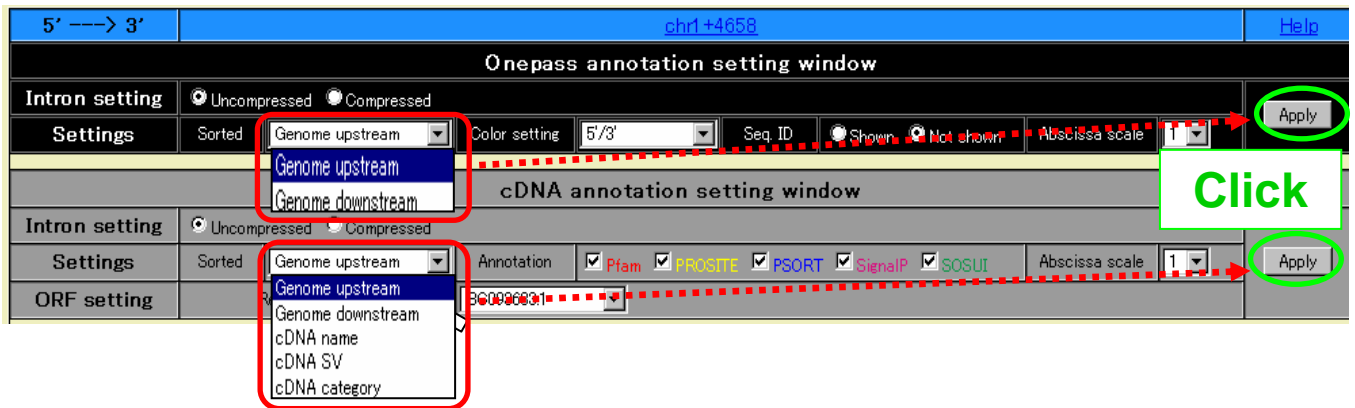 5′ ---> 3′ chr1+4658 Help
Onepass annotation setting window
Intron setting Uncompressed Compressed Apply
Settings Sorted Genome upstream Color setting 5'/3' Seq. ID Shown Not shown Abscissa scale 1
Genome upstream
Genome downstream
Click
cDNA annotation setting window
Intron setting Uncompressed Compressed
Settings Sorted Genome upstream Annotation Pfam PROSITE PSORT SignalP SOSUI Abscissa scale 1 Apply
ORF setting
Genome upstream
Genome downstream
cDNA name
cDNA SV
cDNA category